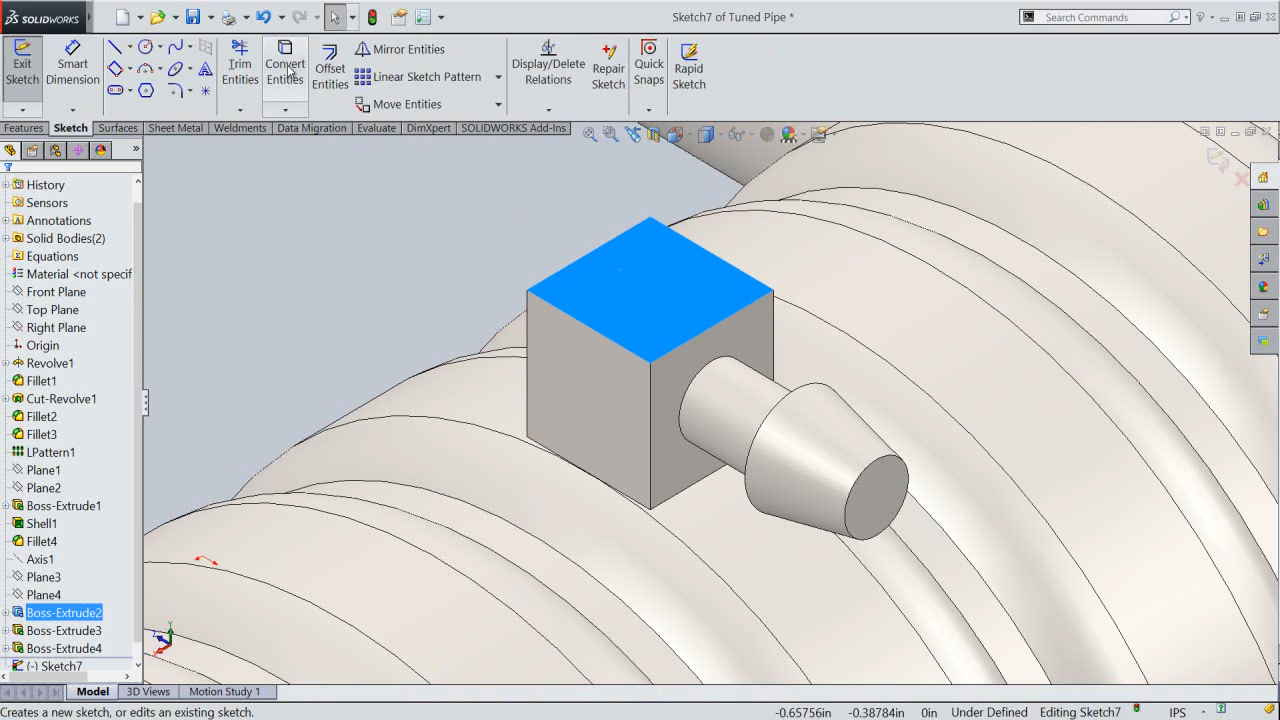 SOLIDWORKS
Sketch7 of Tuned Pipe *
Search Commands
Exit Sketch
Smart Dimension
Trim Entities
Convert Entities
Offset Entities
Mirror Entities
Linear Sketch Pattern
Move Entities
Display/Delete Relations
Repair Sketch
Quick Snaps
Rapid Sketch
Features
Sketch
Surfaces
Sheet Metal
Weldments
Data Migration
Evaluate
DimXpert
SOLIDWORKS Add-Ins
History
Sensors
Annotations
Solid Bodies(2)
Equations
Material <not specif
Front Plane
Top Plane
Right Plane
Origin
Revolve1
Fillet1
Cut-Revolve1
Fillet2
Fillet3
LPattern1
Plane1
Plane2
Boss-Extrude1
Shell1
Fillet4
Axis1
Plane3
Plane4
Boss-Extrude2
Boss-Extrude3
Boss-Extrude4
(-) Sketch7
Model
3D Views
Motion Study 1
Creates a new sketch, or edits an existing sketch.
-0.65756in
-0.38784in
0in
Under Defined
Editing Sketch7
IPS